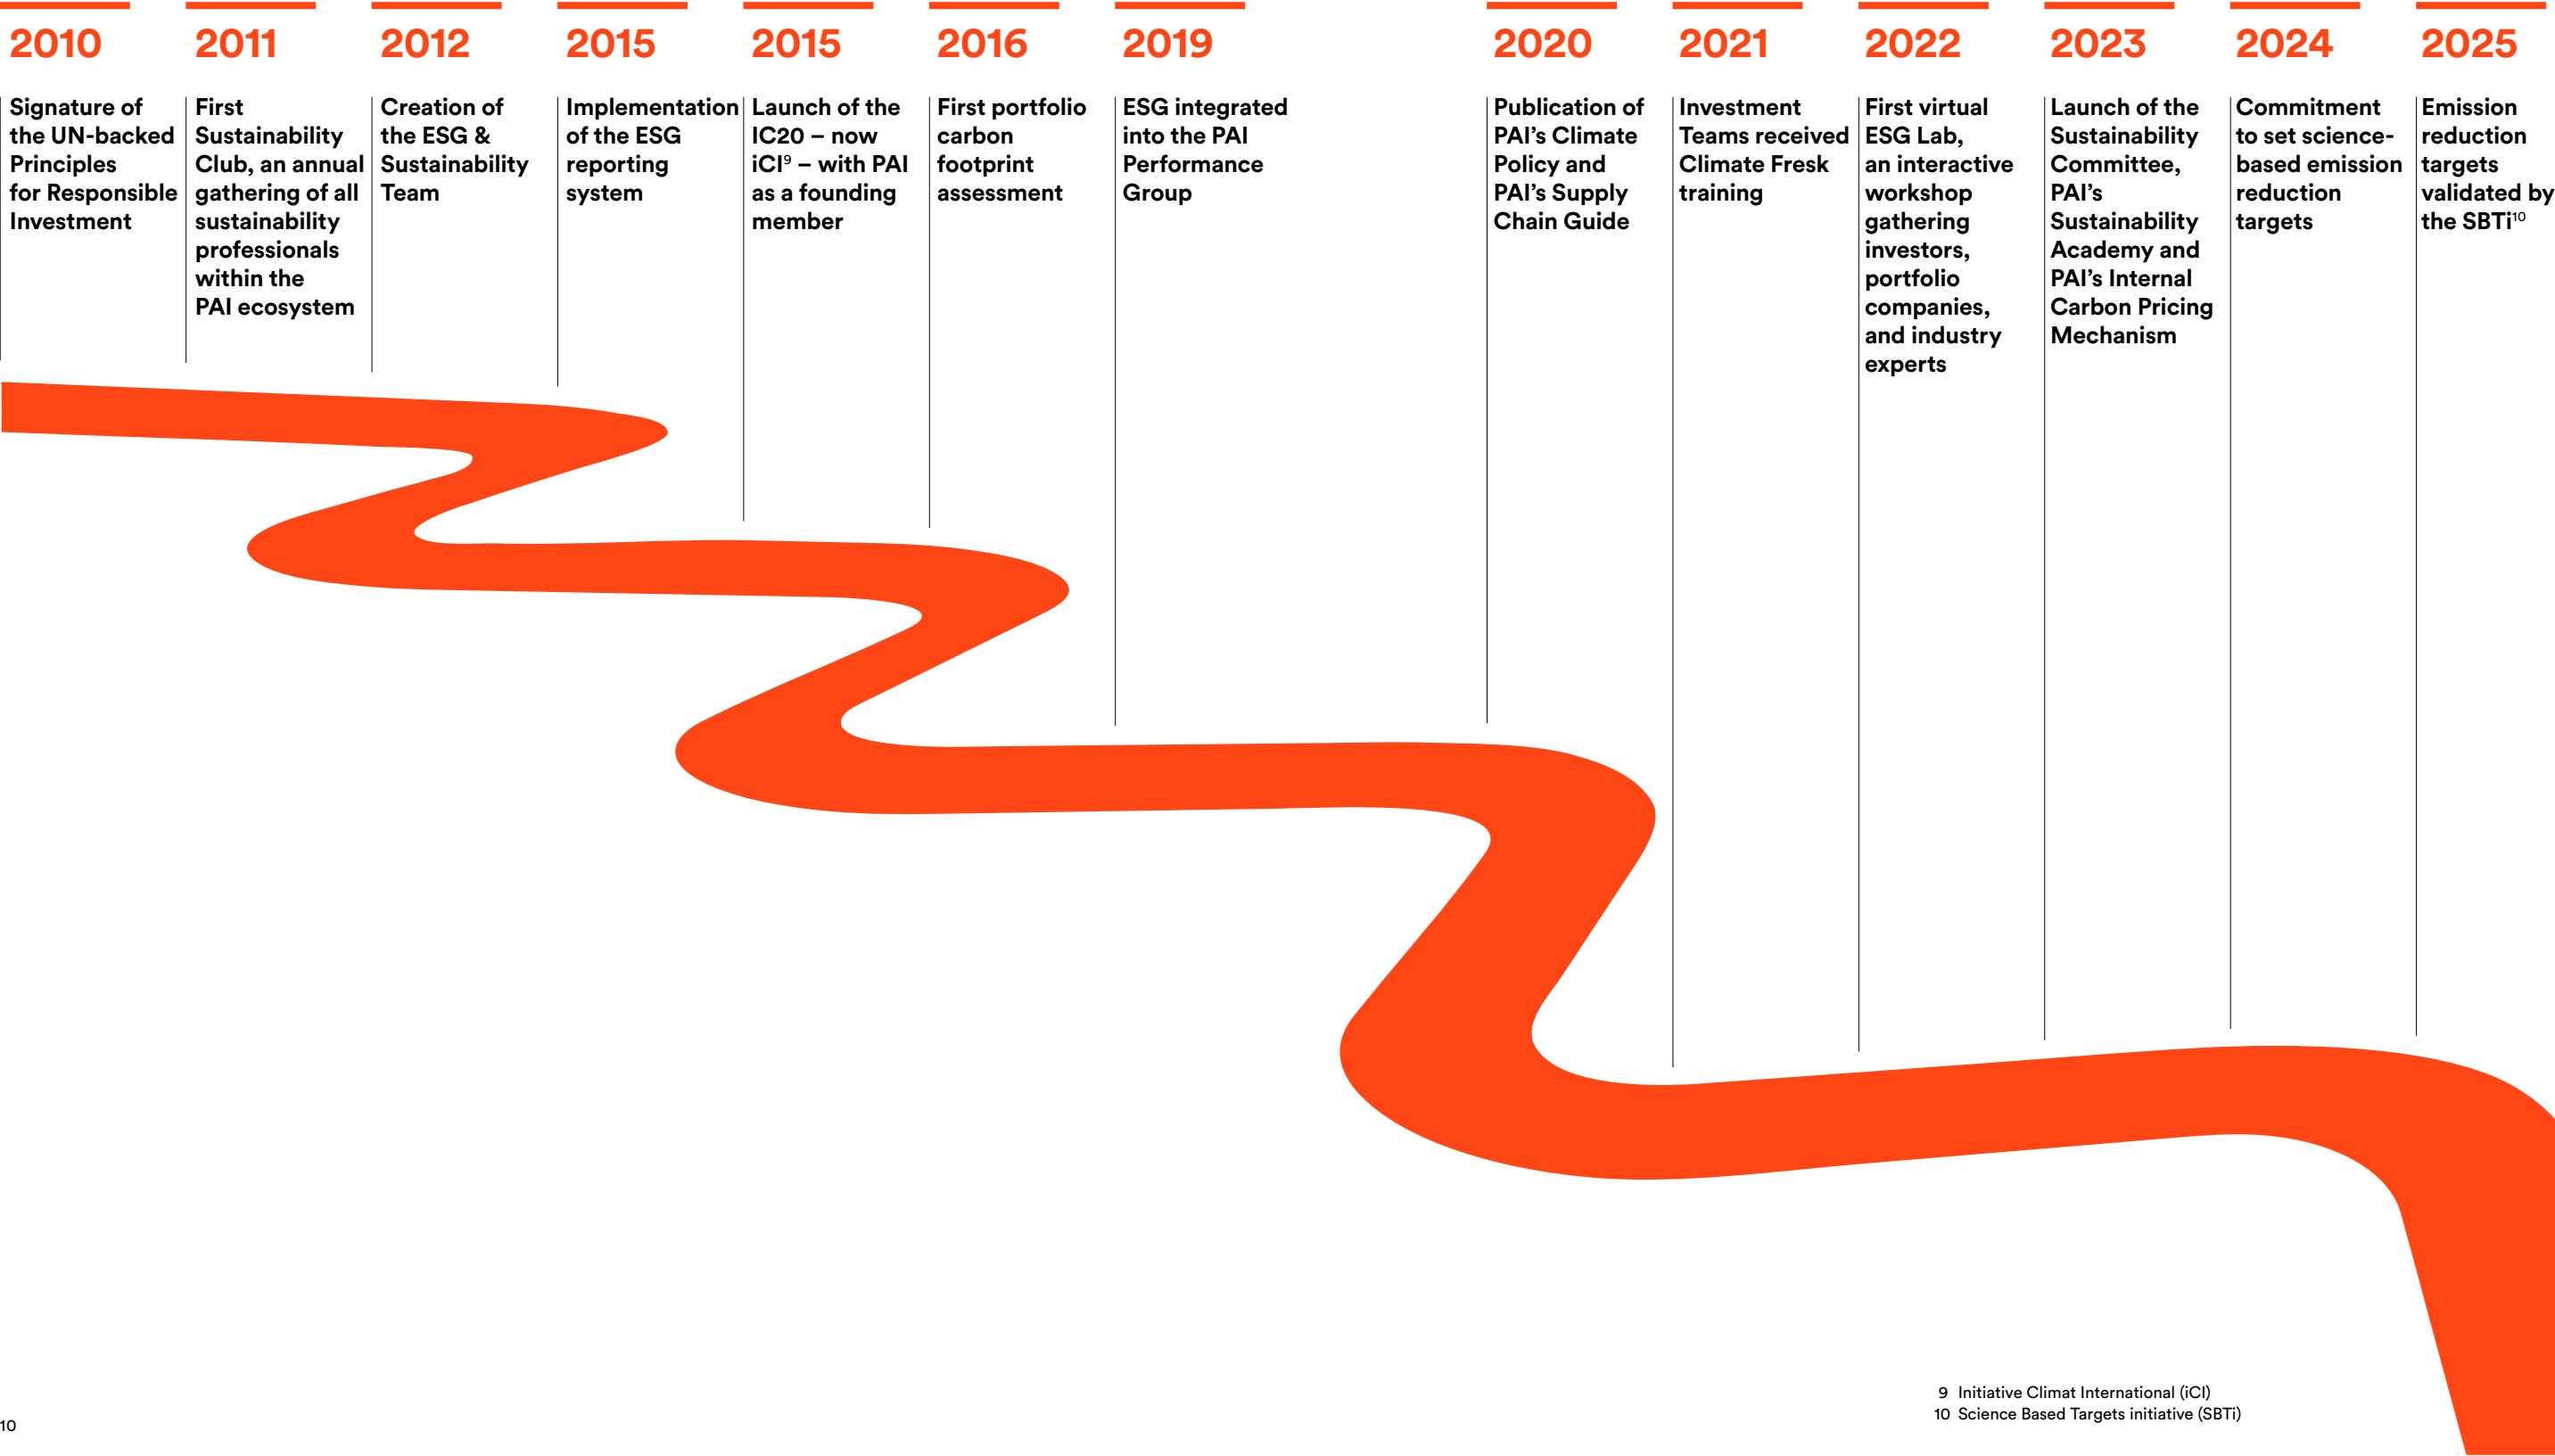 2010
Signature of
the UN-backed
Principles
for Responsible
Investment
2011
First
Sustainability
Club, an annual
gathering of all
sustainability
professionals
within the
PAI ecosystem
2012
Creation of
the ESG &
Sustainability
Team
2015
Implementation
of the ESG
reporting
system
2015
Launch of the
IC20 – now
iCI⁹ – with PAI
as a founding
member
2016
First portfolio
carbon
footprint
assessment
2019
ESG integrated
into the PAI
Performance
Group
2020
Publication of
PAI’s Climate
Policy and
PAI’s Supply
Chain Guide
2021
Investment
Teams received
Climate Fresk
training
2022
First virtual
ESG Lab,
an interactive
workshop
gathering
investors,
portfolio
companies,
and industry
experts
2023
Launch of the
Sustainability
Committee,
PAI’s
Sustainability
Academy and
PAI’s Internal
Carbon Pricing
Mechanism
2024
Commitment
to set science-
based emission
reduction
targets
2025
Emission
reduction
targets
validated by
the SBTi¹⁰
9 Initiative Climat International (iCI)
10 Science Based Targets initiative (SBTi)
10